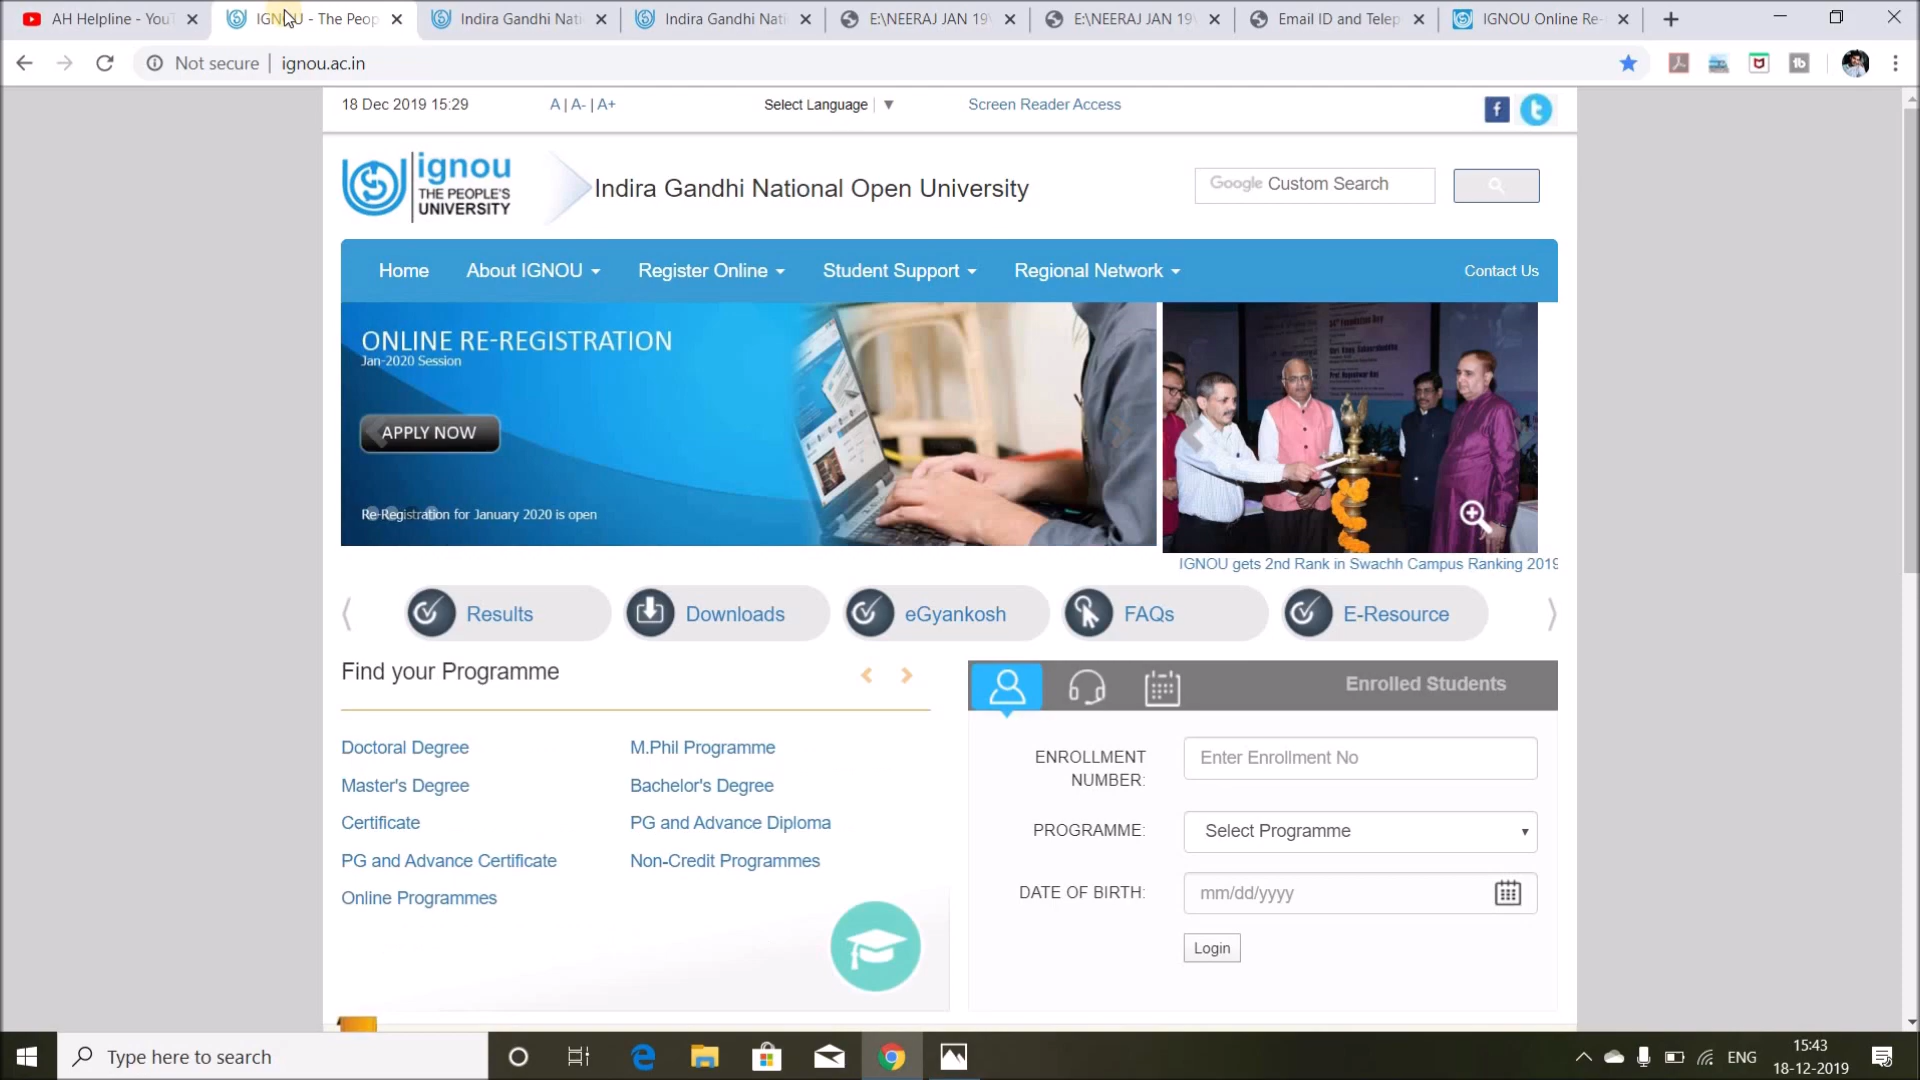 AH Helpline - YouT
IGNOU - The Peop
Indira Gandhi Nati
Indira Gandhi Nati
E:\NEERAJ JAN 19\
E:\NEERAJ JAN 19\
Email ID and Telep
IGNOU Online Re-
Not secure | ignou.ac.in
18 Dec 2019 15:29
A | A- | A+
Select Language ▼
Screen Reader Access
ignou
THE PEOPLE'S
UNIVERSITY
Indira Gandhi National Open University
Google Custom Search
Home
About IGNOU
Register Online
Student Support
Regional Network
Contact Us
ONLINE RE-REGISTRATION
Jan-2020 Session
APPLY NOW
Re-Registration for January 2020 is open
IGNOU gets 2nd Rank in Swachh Campus Ranking 2019
Results
Downloads
eGyankosh
FAQs
E-Resource
Find your Programme
Doctoral Degree
M.Phil Programme
Master's Degree
Bachelor's Degree
Certificate
PG and Advance Diploma
PG and Advance Certificate
Non-Credit Programmes
Online Programmes
Enrolled Students
ENROLLMENT
NUMBER:
Enter Enrollment No
PROGRAMME:
Select Programme
DATE OF BIRTH:
mm/dd/yyyy
Login
Type here to search
ENG
15:43
18-12-2019